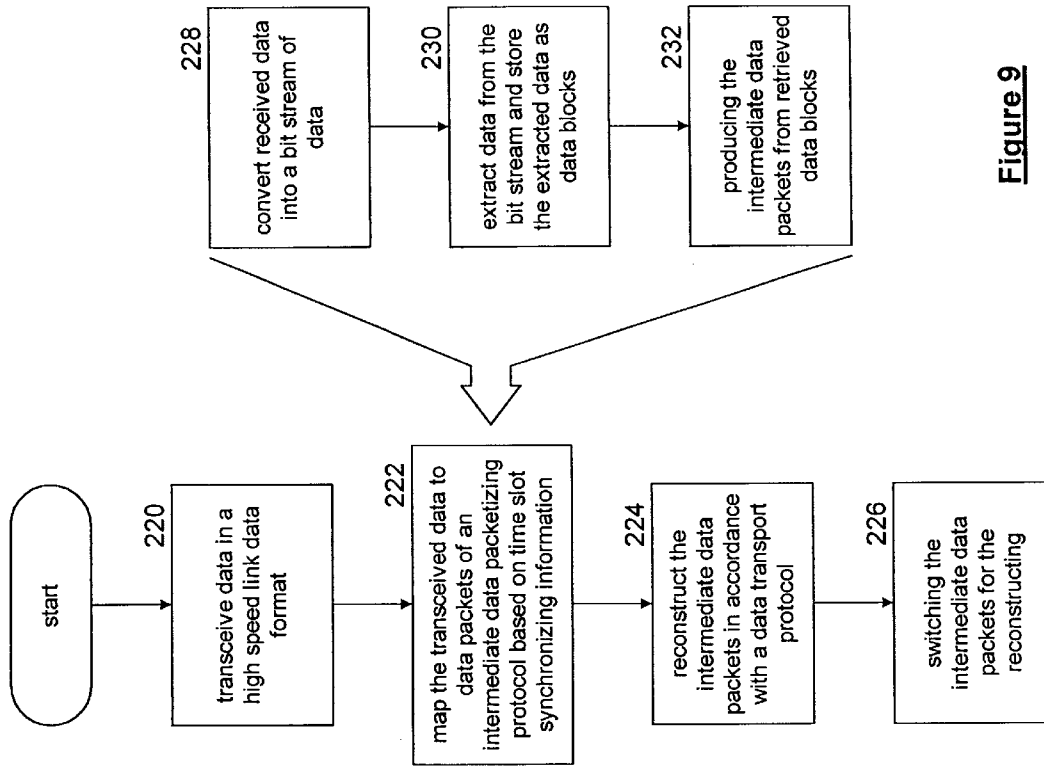 start
220
transceive data in a
high speed link data
format
222
map the transceived data to
data packets of an
intermediate data packetizing
protocol based on time slot
synchronizing information
224
reconstruct the
intermediate data
packets in accordance
with a data transport
protocol
226
switching the
intermediate data
packets for the
reconstructing
228
convert received data
into a bit stream of
data
230
extract data from the
bit stream and store
the extracted data as
data blocks
232
producing the
intermediate data
packets from retrieved
data blocks
Figure 9